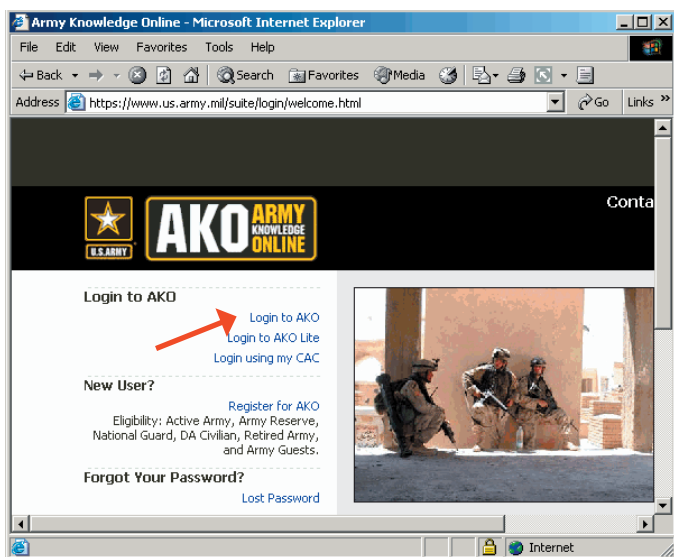 Army Knowledge Online - Microsoft Internet Explorer
File Edit View Favorites Tools Help
Back Search Favorites Media
Address https://www.us.army.mil/suite/login/welcome.html Go Links »
Conta
U.S.ARMY AKO ARMY KNOWLEDGE ONLINE
Login to AKO
Login to AKO
Login to AKO Lite
Login using my CAC
New User?
Register for AKO
Eligibility: Active Army, Army Reserve,
National Guard, DA Civilian, Retired Army,
and Army Guests.
Forgot Your Password?
Lost Password
Internet